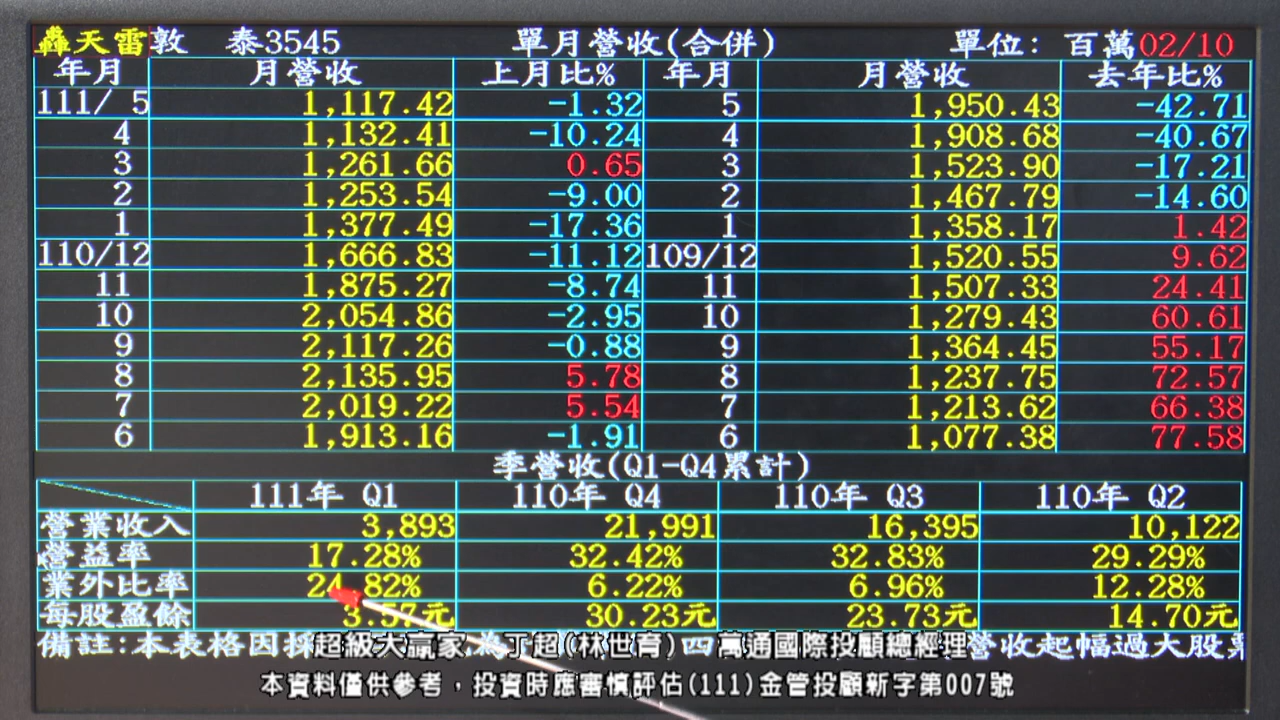 轟天雷敦 泰3545 單月營收(合併) 單位: 百萬02/10
年月 月營收 上月比% 年月 月營收 去年比%
111/ 5 1,117.42 -1.32 5 1,950.43 -42.71
4 1,132.41 -10.24 4 1,908.68 -40.67
3 1,261.66 0.65 3 1,523.90 -17.21
2 1,253.54 -9.00 2 1,467.79 -14.60
1 1,377.49 -17.36 1 1,358.17 1.42
110/12 1,666.83 -11.12 109/12 1,520.55 9.62
11 1,875.27 -8.74 11 1,507.33 24.41
10 2,054.86 -2.95 10 1,279.43 60.61
9 2,117.26 -0.88 9 1,364.45 55.17
8 2,135.95 5.78 8 1,237.75 72.57
7 2,019.22 5.54 7 1,213.62 66.38
6 1,913.16 -1.91 6 1,077.38 77.58
季營收(Q1-Q4累計)
111年 Q1 110年 Q4 110年 Q3 110年 Q2
營業收入 3,893 21,991 16,395 10,122
營益率 17.28% 32.42% 32.83% 29.29%
業外比率 24.82% 6.22% 6.96% 12.28%
每股盈餘 3.57元 30.23元 23.73元 14.70元
備註:本表格因採 營收起幅過大股
超級大贏家 丁超(林世育) 萬通國際投顧總經理
本資料僅供參考，投資時應審慎評估(111)金管投顧新字第007號